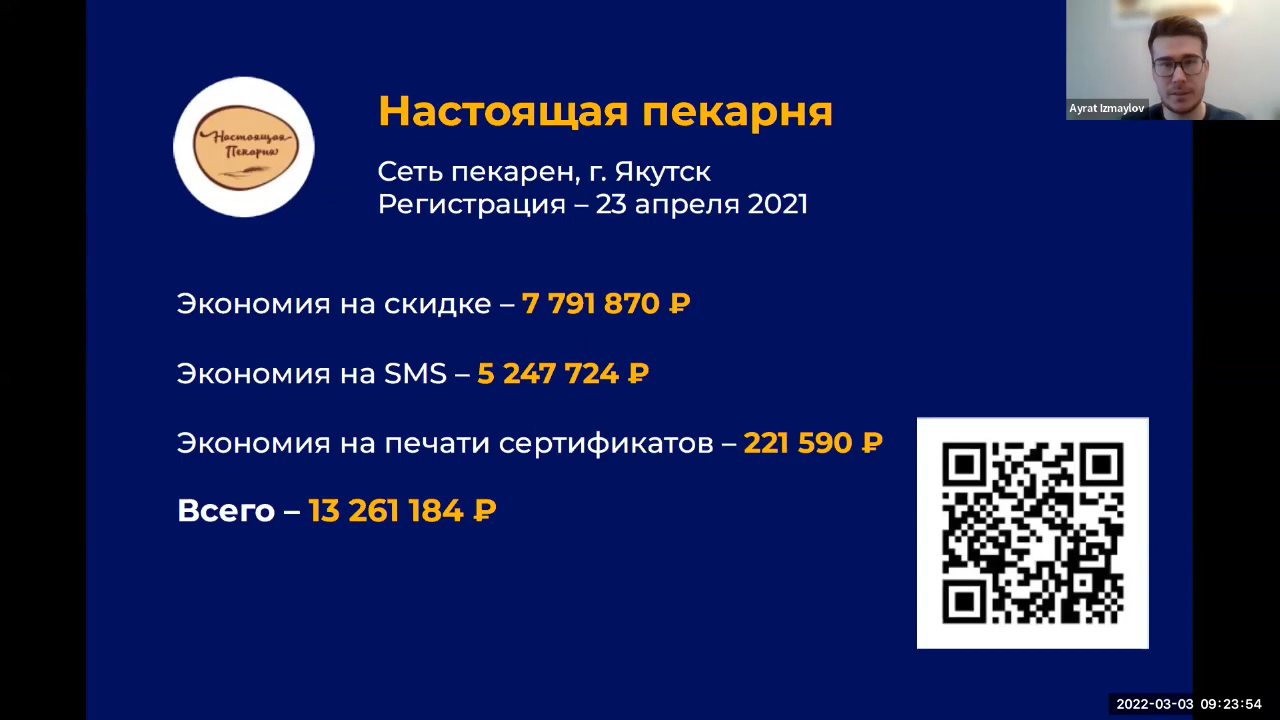 Ayrat Izmaylov
Настоящая
Пекарня
Настоящая пекарня
Сеть пекарен, г. Якутск
Регистрация – 23 апреля 2021
Экономия на скидке – 7 791 870 ₽
Экономия на SMS – 5 247 724 ₽
Экономия на печати сертификатов – 221 590 ₽
Всего – 13 261 184 ₽
2022-03-03 09:23:54